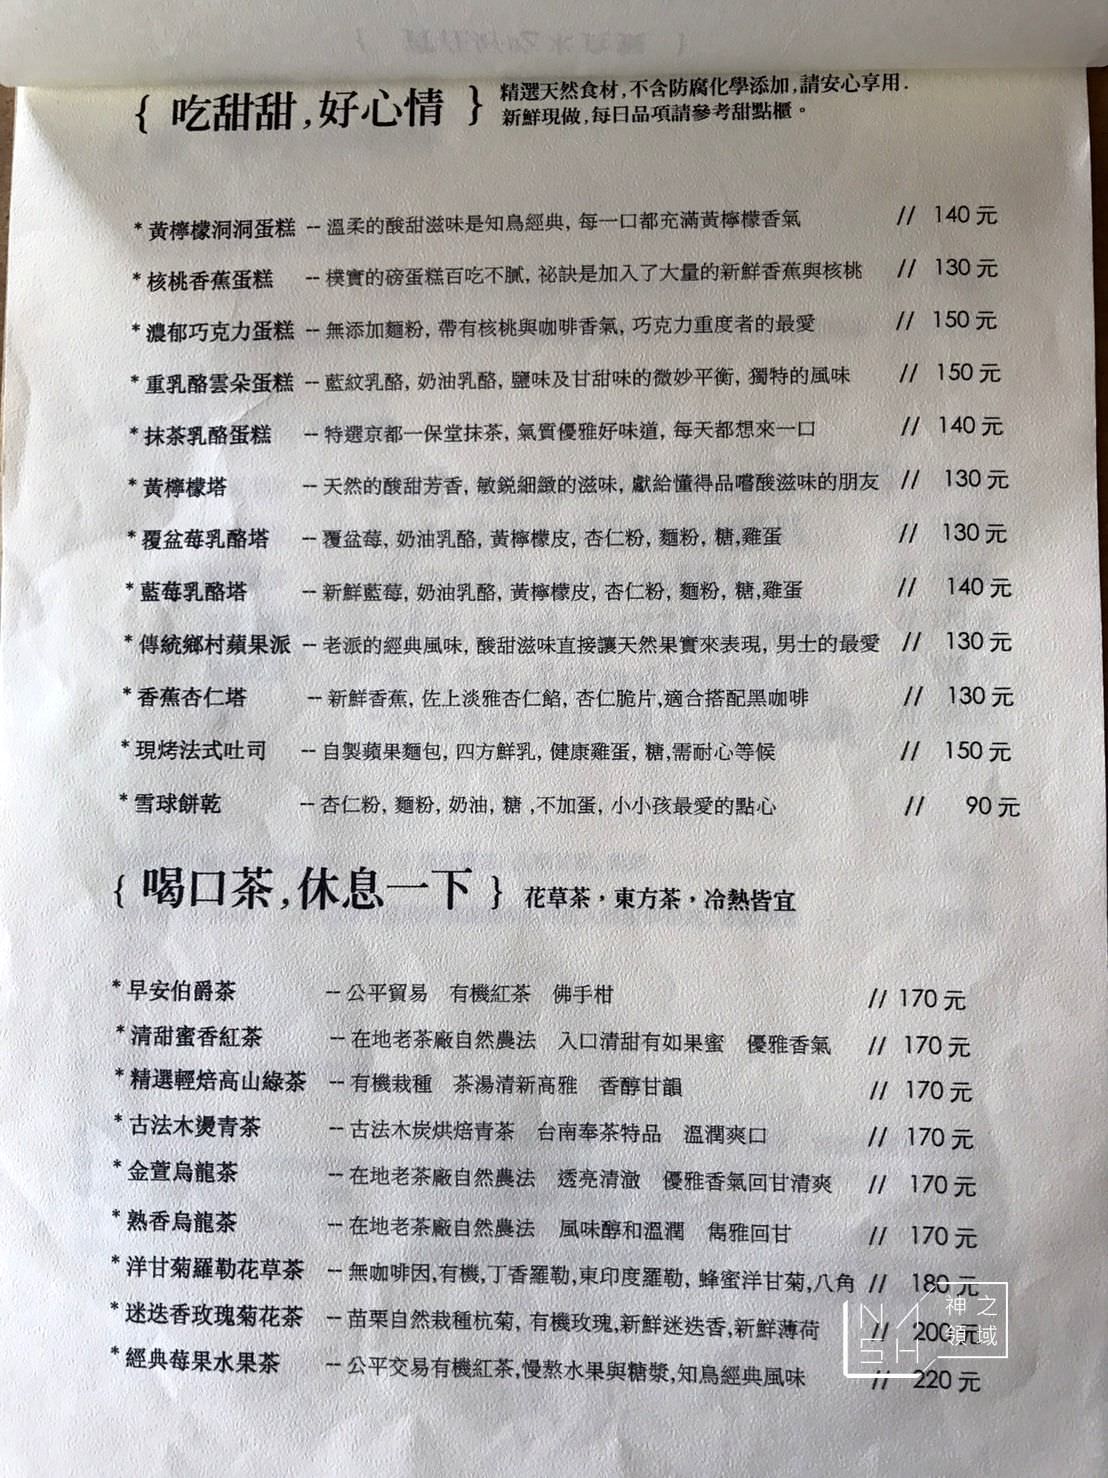 { 吃甜甜,好心情 } 精選天然食材,不含防腐化學添加,請安心享用.
新鮮現做,每日品項請參考甜點櫃。
* 黃檸檬洞洞蛋糕 -- 溫柔的酸甜滋味是知鳥經典, 每一口都充滿黃檸檬香氣 // 140 元
* 核桃香蕉蛋糕 -- 樸實的磅蛋糕百吃不膩, 祕訣是加入了大量的新鮮香蕉與核桃 // 130 元
* 濃郁巧克力蛋糕 -- 無添加麵粉, 帶有核桃與咖啡香氣, 巧克力重度者的最愛 // 150 元
* 重乳酪雲朵蛋糕 -- 藍紋乳酪, 奶油乳酪, 鹽味及甘甜味的微妙平衡, 獨特的風味 // 150 元
* 抹茶乳酪蛋糕 -- 特選京都一保堂抹茶, 氣質優雅好味道, 每天都想來一口 // 140 元
* 黃檸檬塔 -- 天然的酸甜芳香, 敏銳細緻的滋味, 獻給懂得品嚐酸滋味的朋友 // 130 元
* 覆盆莓乳酪塔 -- 覆盆莓, 奶油乳酪, 黃檸檬皮, 杏仁粉, 麵粉, 糖,雞蛋 // 130 元
* 藍莓乳酪塔 -- 新鮮藍莓, 奶油乳酪, 黃檸檬皮, 杏仁粉, 麵粉, 糖,雞蛋 // 140 元
* 傳統鄉村蘋果派 -- 老派的經典風味, 酸甜滋味直接讓天然果實來表現, 男士的最愛 // 130 元
* 香蕉杏仁塔 -- 新鮮香蕉, 佐上淡雅杏仁餡, 杏仁脆片,適合搭配黑咖啡 // 130 元
* 現烤法式吐司 -- 自製蘋果麵包, 四方鮮乳, 健康雞蛋, 糖,需耐心等候 // 150 元
* 雪球餅乾 -- 杏仁粉, 麵粉, 奶油, 糖 ,不加蛋, 小小孩最愛的點心 // 90 元
{ 喝口茶,休息一下 } 花草茶,東方茶,冷熱皆宜
* 早安伯爵茶 -- 公平貿易 有機紅茶 佛手柑 // 170 元
* 清甜蜜香紅茶 -- 在地老茶廠自然農法 入口清甜有如果蜜 優雅香氣 // 170 元
* 精選輕焙高山綠茶 -- 有機栽種 茶湯清新高雅 香醇甘韻 // 170 元
* 古法木燙青茶 -- 古法木炭烘焙青茶 台南奉茶特品 溫潤爽口 // 170 元
* 金萱烏龍茶 -- 在地老茶廠自然農法 透亮清澈 優雅香氣回甘清爽 // 170 元
* 熟香烏龍茶 -- 在地老茶廠自然農法 風味醇和溫潤 雋雅回甘 // 170 元
* 洋甘菊羅勒花草茶 -- 無咖啡因,有機,丁香羅勒,東印度羅勒, 蜂蜜洋甘菊,八角 // 180 元
* 迷迭香玫瑰菊花茶 -- 苗栗自然栽種杭菊, 有機玫瑰,新鮮迷迭香,新鮮薄荷 // 200 元
* 經典莓果水果茶 -- 公平交易有機紅茶,慢熬水果與糖漿,知鳥經典風味 // 220 元
神之
領域